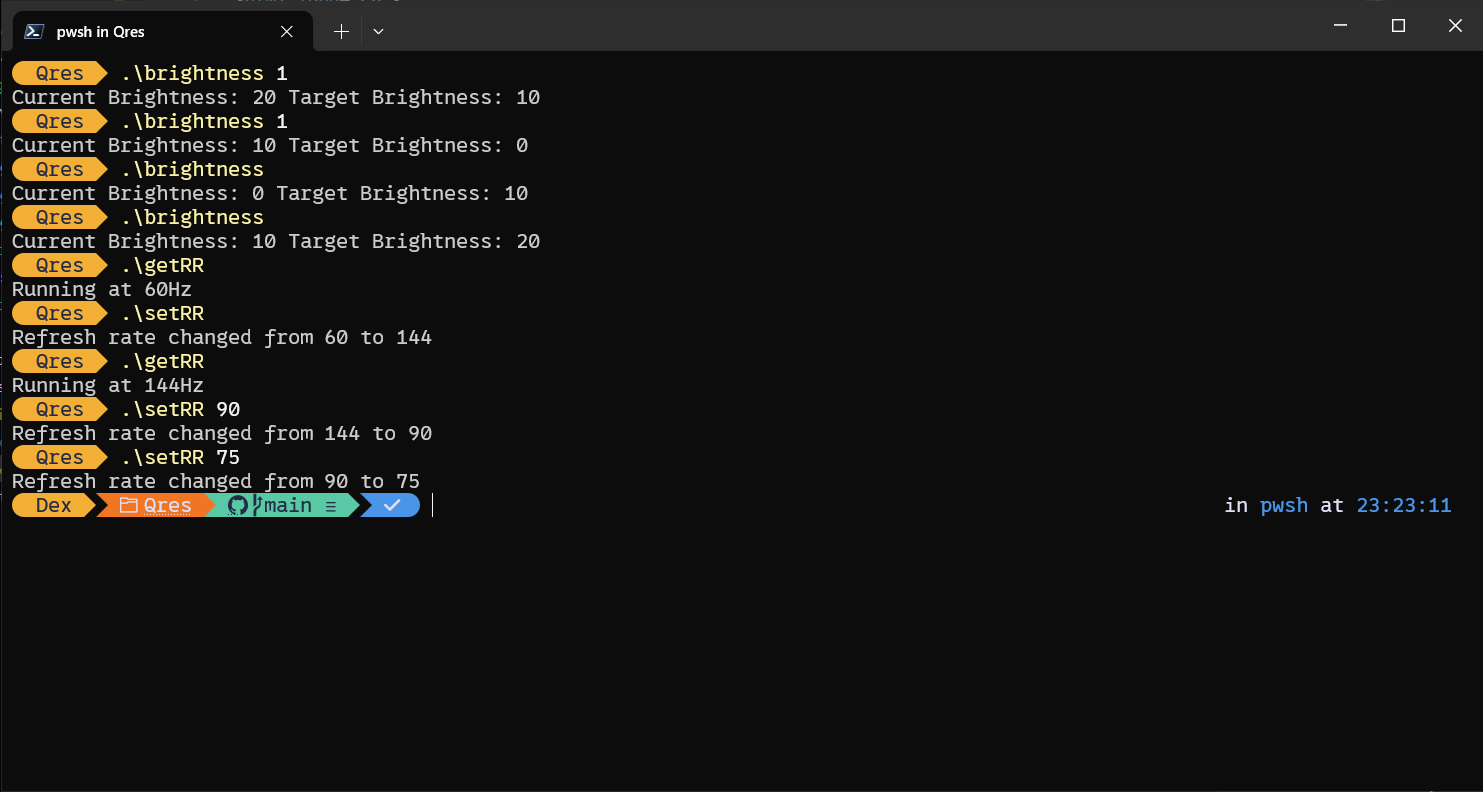 pwsh in Qres
Qres .\brightness 1
Current Brightness: 20 Target Brightness: 10
Qres .\brightness 1
Current Brightness: 10 Target Brightness: 0
Qres .\brightness
Current Brightness: 0 Target Brightness: 10
Qres .\brightness
Current Brightness: 10 Target Brightness: 20
Qres .\getRR
Running at 60Hz
Qres .\setRR
Refresh rate changed from 60 to 144
Qres .\getRR
Running at 144Hz
Qres .\setRR 90
Refresh rate changed from 144 to 90
Qres .\setRR 75
Refresh rate changed from 90 to 75
Dex Qres main ≡ in pwsh at 23:23:11